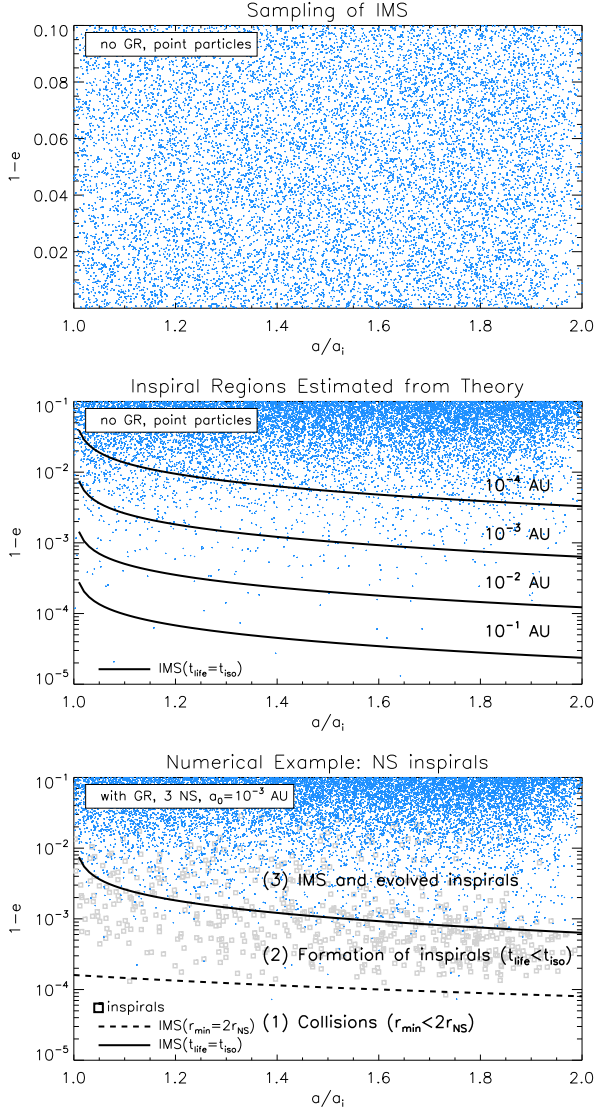 Sampling of IMS
no GR, point particles
0.10
0.08
0.06
0.04
0.02
1-e
1.0 1.2 1.4 1.6 1.8 2.0
a/a_i
Inspiral Regions Estimated from Theory
no GR, point particles
10^-1
10^-2
10^-3
10^-4
10^-5
1-e
10^-4 AU
10^-3 AU
10^-2 AU
10^-1 AU
IMS(t_life=t_iso)
1.0 1.2 1.4 1.6 1.8 2.0
a/a_i
Numerical Example: NS inspirals
with GR, 3 NS, a_0=10^-3 AU
10^-1
10^-2
10^-3
10^-4
10^-5
1-e
(3) IMS and evolved inspirals
(2) Formation of inspirals (t_life<t_iso)
(1) Collisions (r_min<2r_NS)
inspirals
IMS(r_min=2r_NS)
IMS(t_life=t_iso)
1.0 1.2 1.4 1.6 1.8 2.0
a/a_i